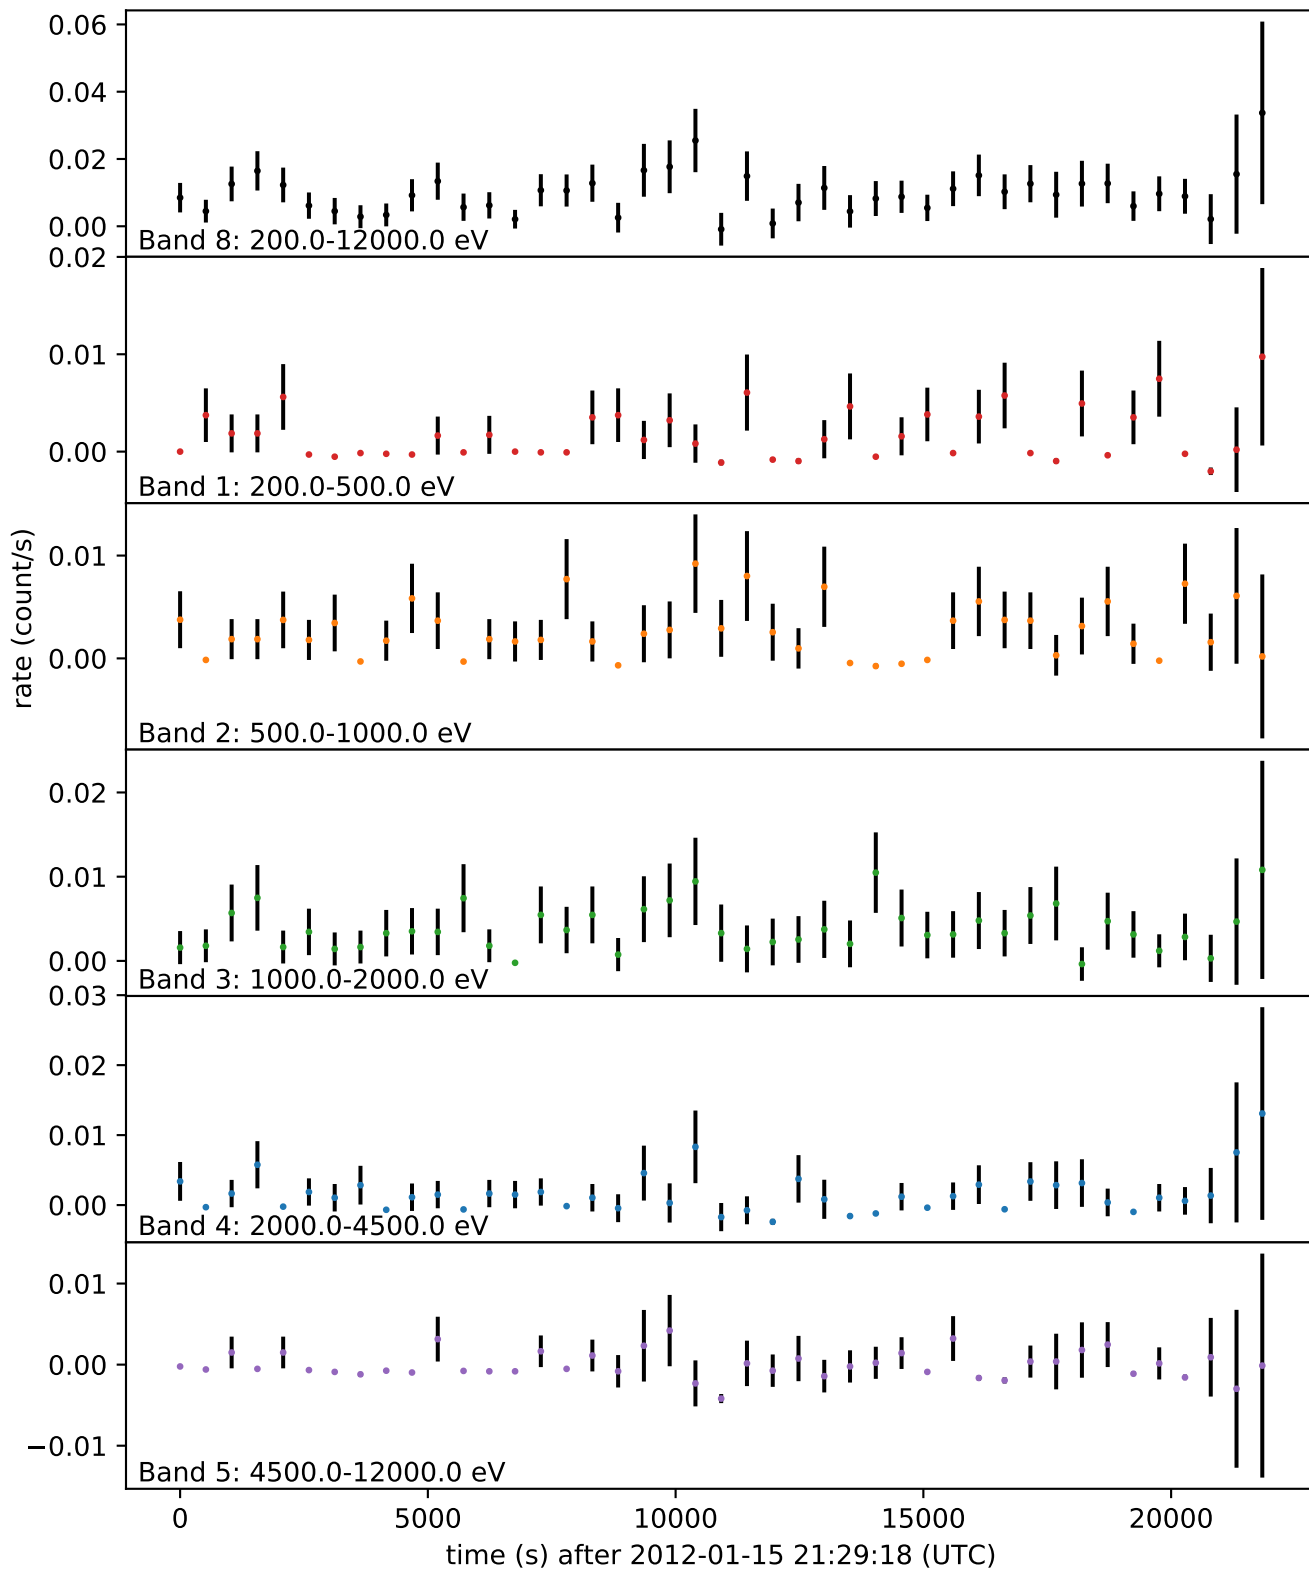 0.06
0.04
0.02
0.00
Band 8: 200.0-12000.0 eV
0.02
0.01
0.00
Band 1: 200.0-500.0 eV
0.01
0.00
Band 2: 500.0-1000.0 eV
rate (count/s)
0.02
0.01
0.00
Band 3: 1000.0-2000.0 eV
0.03
0.02
0.01
0.00
Band 4: 2000.0-4500.0 eV
0.01
0.00
−0.01
Band 5: 4500.0-12000.0 eV
0 5000 10000 15000 20000
time (s) after 2012-01-15 21:29:18 (UTC)